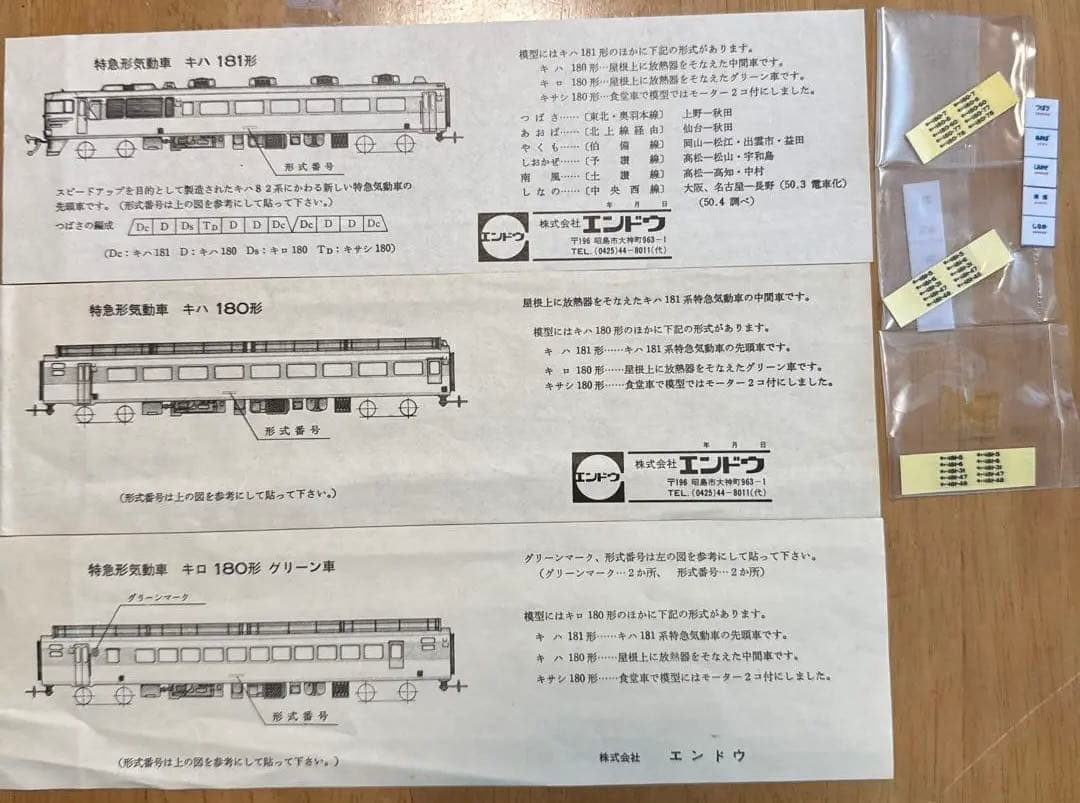 特急形気動車 キハ 181形
形式番号
スピードアップを目的として製造されたキハ82系にかわる新しい特急気動車の
先頭車です。(形式番号は上の図を参考にして貼って下さい。)
つばさの編成 Dc D Ds TD D D Dc Dc D D Dc
(Dc:キハ181 D:キハ180 Ds:キロ180 TD:キサシ180)
模型にはキハ181形のほかに下記の形式があります。
キハ 180形…屋根上に放熱器をそなえた中間車です。
キロ 180形…屋根上に放熱器をそなえたグリーン車です。
キサシ180形…食堂車で模型ではモーター2コ付にしました。
つばさ……〔東北・奥羽本線〕 上野―秋田
あおば……〔北上線経由〕 仙台―秋田
やくも……〔伯備線〕 岡山―松江・出雲市・益田
しおかぜ…〔予讃線〕 高松―松山・宇和島
南風……〔土讃線〕 高松―高知・中村
しなの……〔中央西線〕 大阪、名古屋―長野(50.3 電車化)
(50.4 調べ)
年 月 日
エンドウ
株式会社 エンドウ
〒196 昭島市大神町963-1
TEL.(0425)44-8011(代)
特急形気動車 キハ 180形
形式番号
(形式番号は上の図を参考にして貼って下さい。)
屋根上に放熱器をそなえたキハ181系特急気動車の中間車です。
模型にはキハ180形のほかに下記の形式があります。
キハ 181形……キハ181系特急気動車の先頭車です。
キロ 180形……屋根上に放熱器をそなえたグリーン車です。
キサシ180形……食堂車で模型ではモーター2コ付にしました。
年 月 日
エンドウ
株式会社 エンドウ
〒196 昭島市大神町963-1
TEL.(0425)44-8011(代)
特急形気動車 キロ 180形 グリーン車
グリーンマーク
形式番号
(形式番号は上の図を参考にして貼って下さい。)
グリーンマーク、形式番号は左の図を参考にして貼って下さい。
(グリーンマーク…2か所、 形式番号…2か所)
模型にはキロ180形のほかに下記の形式があります。
キハ 181形……キハ181系特急気動車の先頭車です。
キハ 180形……屋根上に放熱器をそなえた中間車です。
キサシ180形……食堂車で模型にはモーター2コ付にしました。
株式会社 エンドウ
つばさ
あおば
しおかぜ
南風
しなの